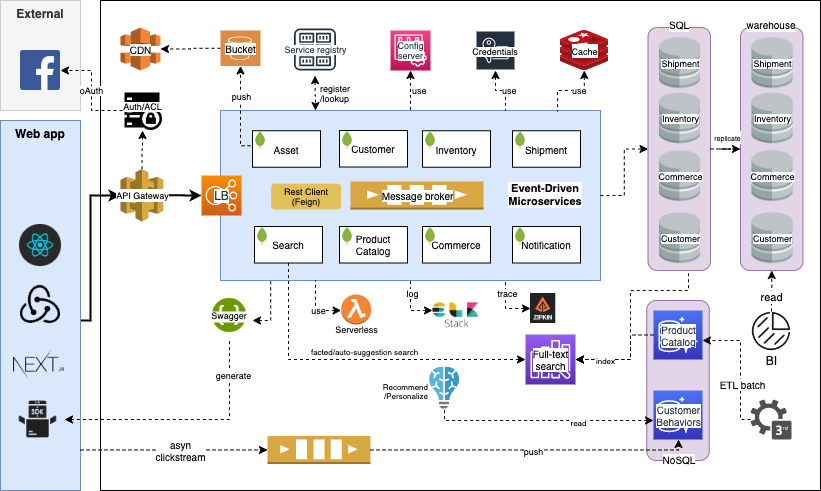 External
oAuth
Web app
NEXT
.JS
SDK
CDN
Bucket
push
Service registry
register
/lookup
Config
server
use
Credentials
use
Cache
use
Auth/ACL
API Gateway
LB
Asset
Customer
Inventory
Shipment
Rest Client
(Feign)
Message broker
Event-Driven
Microservices
Search
Product
Catalog
Commerce
Notification
SQL
Shipment
Inventory
Commerce
Customer
replicate
warehouse
Shipment
Inventory
Commerce
Customer
Swagger
use
Serverless
log
Stack
trace
ZIPKIN
facted/auto-suggestion search
Full-text
search
index
generate
Recommend
/Personalize
read
Product
Catalog
Customer
Behaviors
NoSQL
read
BI
ETL batch
3rd
asyn
clickstream
push